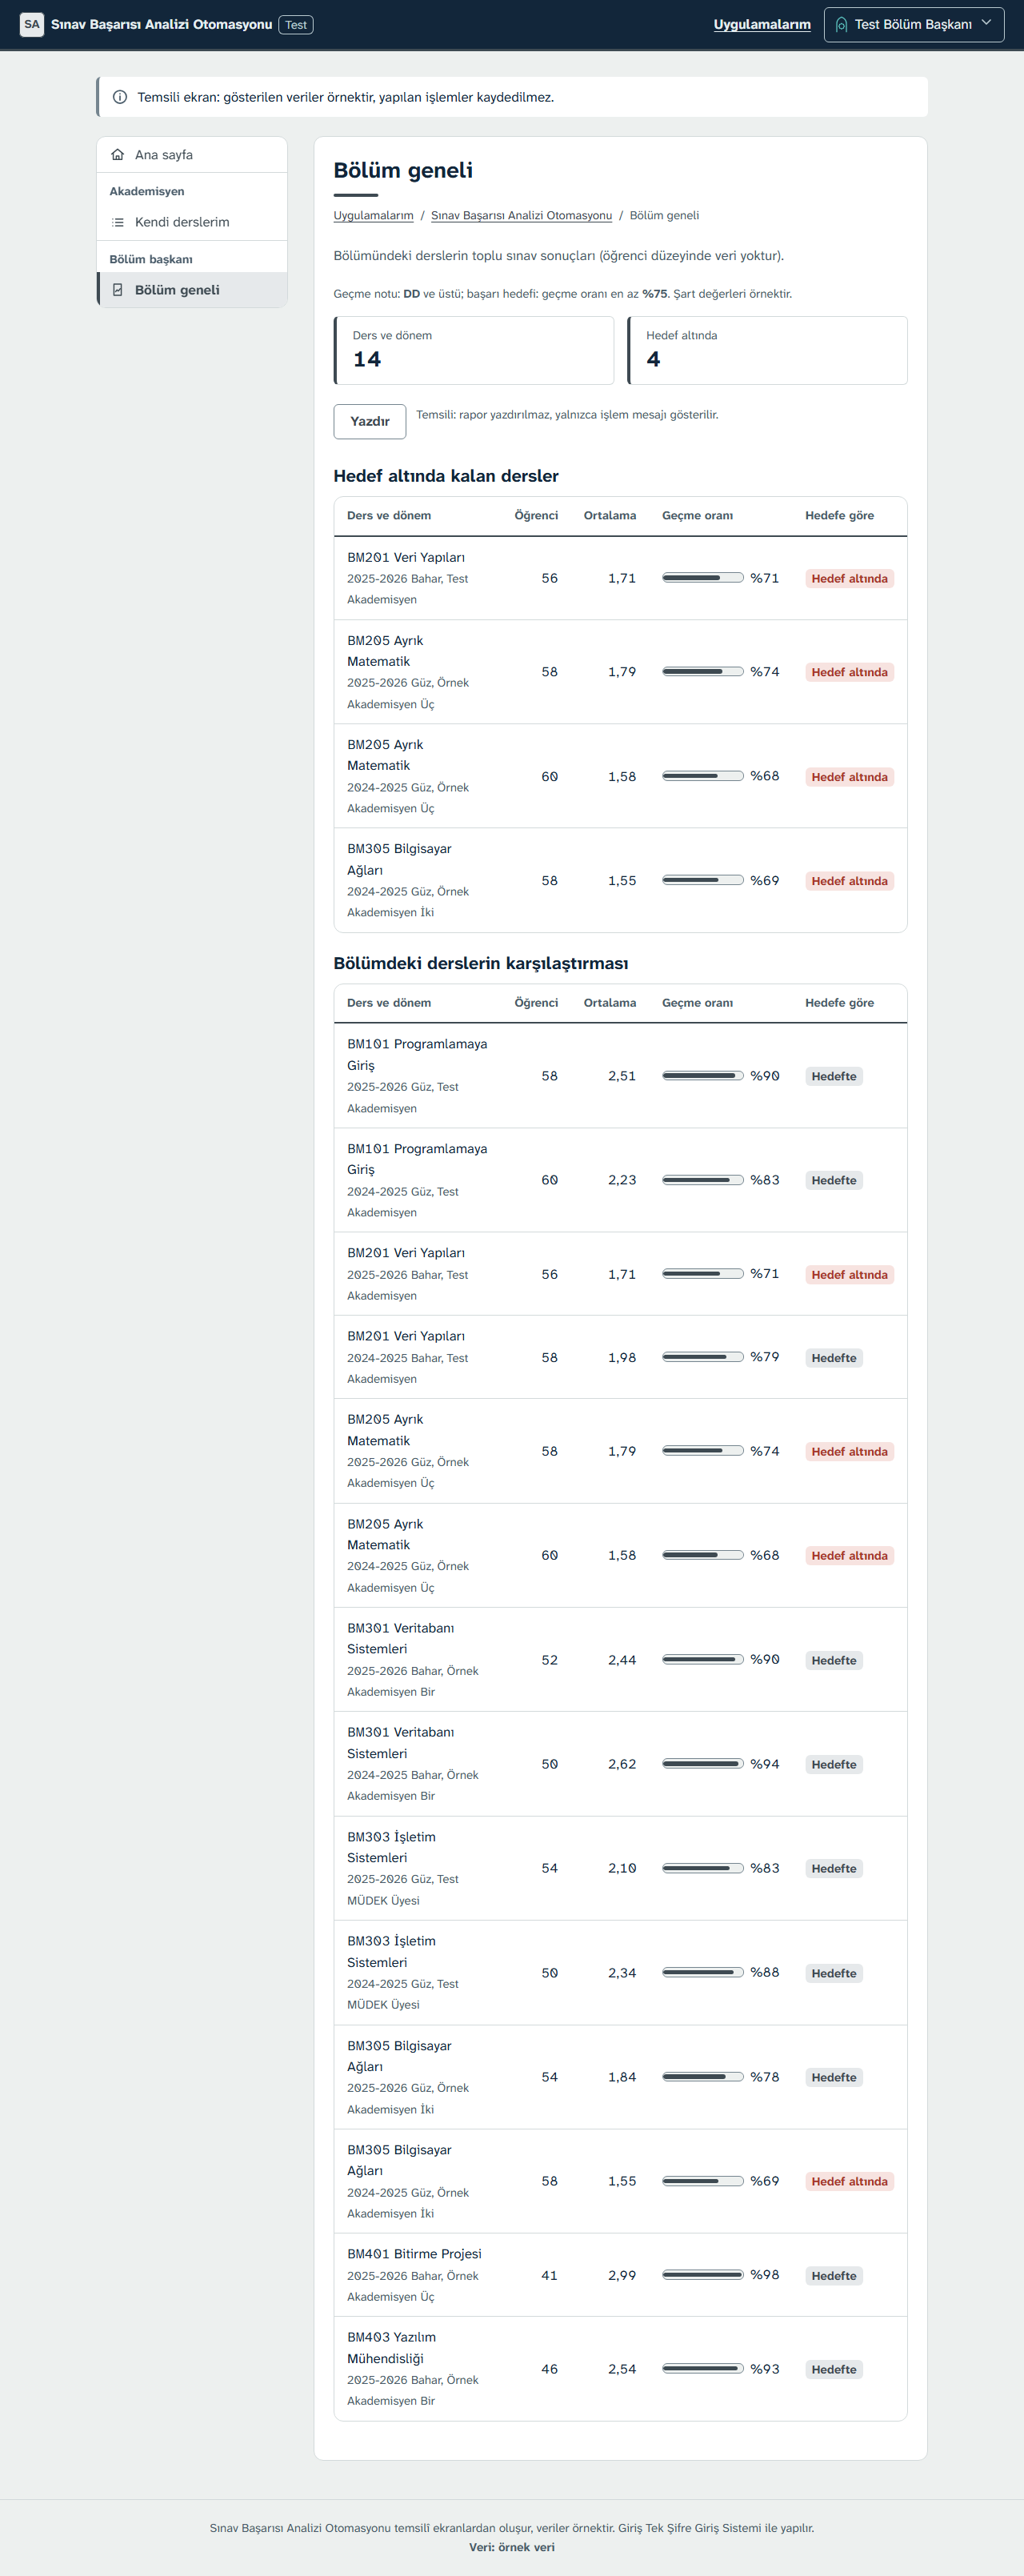 SA Sınav Başarısı Analizi Otomasyonu Test Uygulamalarım Test Bölüm Başkanı
Temsili ekran: gösterilen veriler örnektir, yapılan işlemler kaydedilmez.
Ana sayfa
Akademisyen
Kendi derslerim
Bölüm başkanı
Bölüm geneli
Bölüm geneli
Uygulamalarım / Sınav Başarısı Analizi Otomasyonu / Bölüm geneli
Bölümündeki derslerin toplu sınav sonuçları (öğrenci düzeyinde veri yoktur).
Geçme notu: DD ve üstü; başarı hedefi: geçme oranı en az %75. Şart değerleri örnektir.
Ders ve dönem
14
Hedef altında
4
Yazdır Temsili: rapor yazdırılmaz, yalnızca işlem mesajı gösterilir.
Hedef altında kalan dersler
Ders ve dönem Öğrenci Ortalama Geçme oranı Hedefe göre
BM201 Veri Yapıları
2025-2026 Bahar, Test
Akademisyen
56 1,71 %71 Hedef altında
BM205 Ayrık
Matematik
2025-2026 Güz, Örnek
Akademisyen Üç
58 1,79 %74 Hedef altında
BM205 Ayrık
Matematik
2024-2025 Güz, Örnek
Akademisyen Üç
60 1,58 %68 Hedef altında
BM305 Bilgisayar
Ağları
2024-2025 Güz, Örnek
Akademisyen İki
58 1,55 %69 Hedef altında
Bölümdeki derslerin karşılaştırması
Ders ve dönem Öğrenci Ortalama Geçme oranı Hedefe göre
BM101 Programlamaya
Giriş
2025-2026 Güz, Test
Akademisyen
58 2,51 %90 Hedefte
BM101 Programlamaya
Giriş
2024-2025 Güz, Test
Akademisyen
60 2,23 %83 Hedefte
BM201 Veri Yapıları
2025-2026 Bahar, Test
Akademisyen
56 1,71 %71 Hedef altında
BM201 Veri Yapıları
2024-2025 Bahar, Test
Akademisyen
58 1,98 %79 Hedefte
BM205 Ayrık
Matematik
2025-2026 Güz, Örnek
Akademisyen Üç
58 1,79 %74 Hedef altında
BM205 Ayrık
Matematik
2024-2025 Güz, Örnek
Akademisyen Üç
60 1,58 %68 Hedef altında
BM301 Veritabanı
Sistemleri
2025-2026 Bahar, Örnek
Akademisyen Bir
52 2,44 %90 Hedefte
BM301 Veritabanı
Sistemleri
2024-2025 Bahar, Örnek
Akademisyen Bir
50 2,62 %94 Hedefte
BM303 İşletim
Sistemleri
2025-2026 Güz, Test
MÜDEK Üyesi
54 2,10 %83 Hedefte
BM303 İşletim
Sistemleri
2024-2025 Güz, Test
MÜDEK Üyesi
50 2,34 %88 Hedefte
BM305 Bilgisayar
Ağları
2025-2026 Güz, Örnek
Akademisyen İki
54 1,84 %78 Hedefte
BM305 Bilgisayar
Ağları
2024-2025 Güz, Örnek
Akademisyen İki
58 1,55 %69 Hedef altında
BM401 Bitirme Projesi
2025-2026 Bahar, Örnek
Akademisyen Üç
41 2,99 %98 Hedefte
BM403 Yazılım
Mühendisliği
2025-2026 Bahar, Örnek
Akademisyen Bir
46 2,54 %93 Hedefte
Sınav Başarısı Analizi Otomasyonu temsilî ekranlardan oluşur, veriler örnektir. Giriş Tek Şifre Giriş Sistemi ile yapılır.
Veri: örnek veri